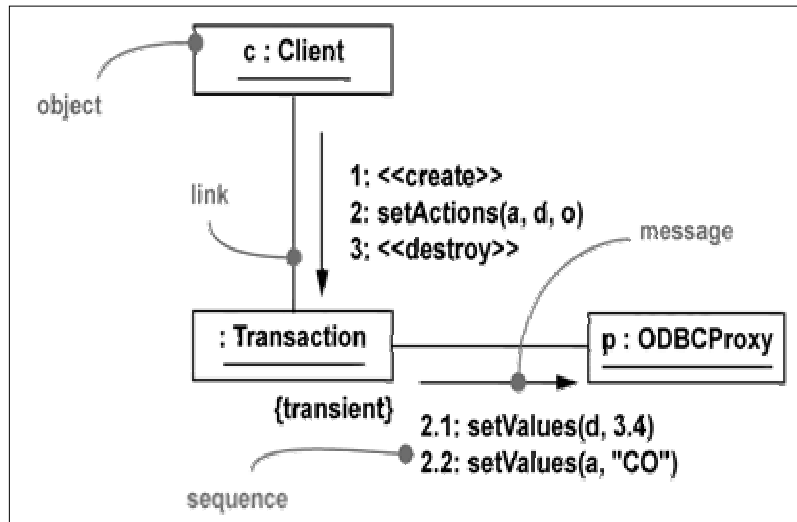 c : Client
object
1: <<create>>
link
2: setActions(a, d, o)
message
3: <<destroy>>
: Transaction
p : ODBCProxy
{transient}
2.1: setValues(d, 3.4)
2.2: setValues(a, "CO")
sequence